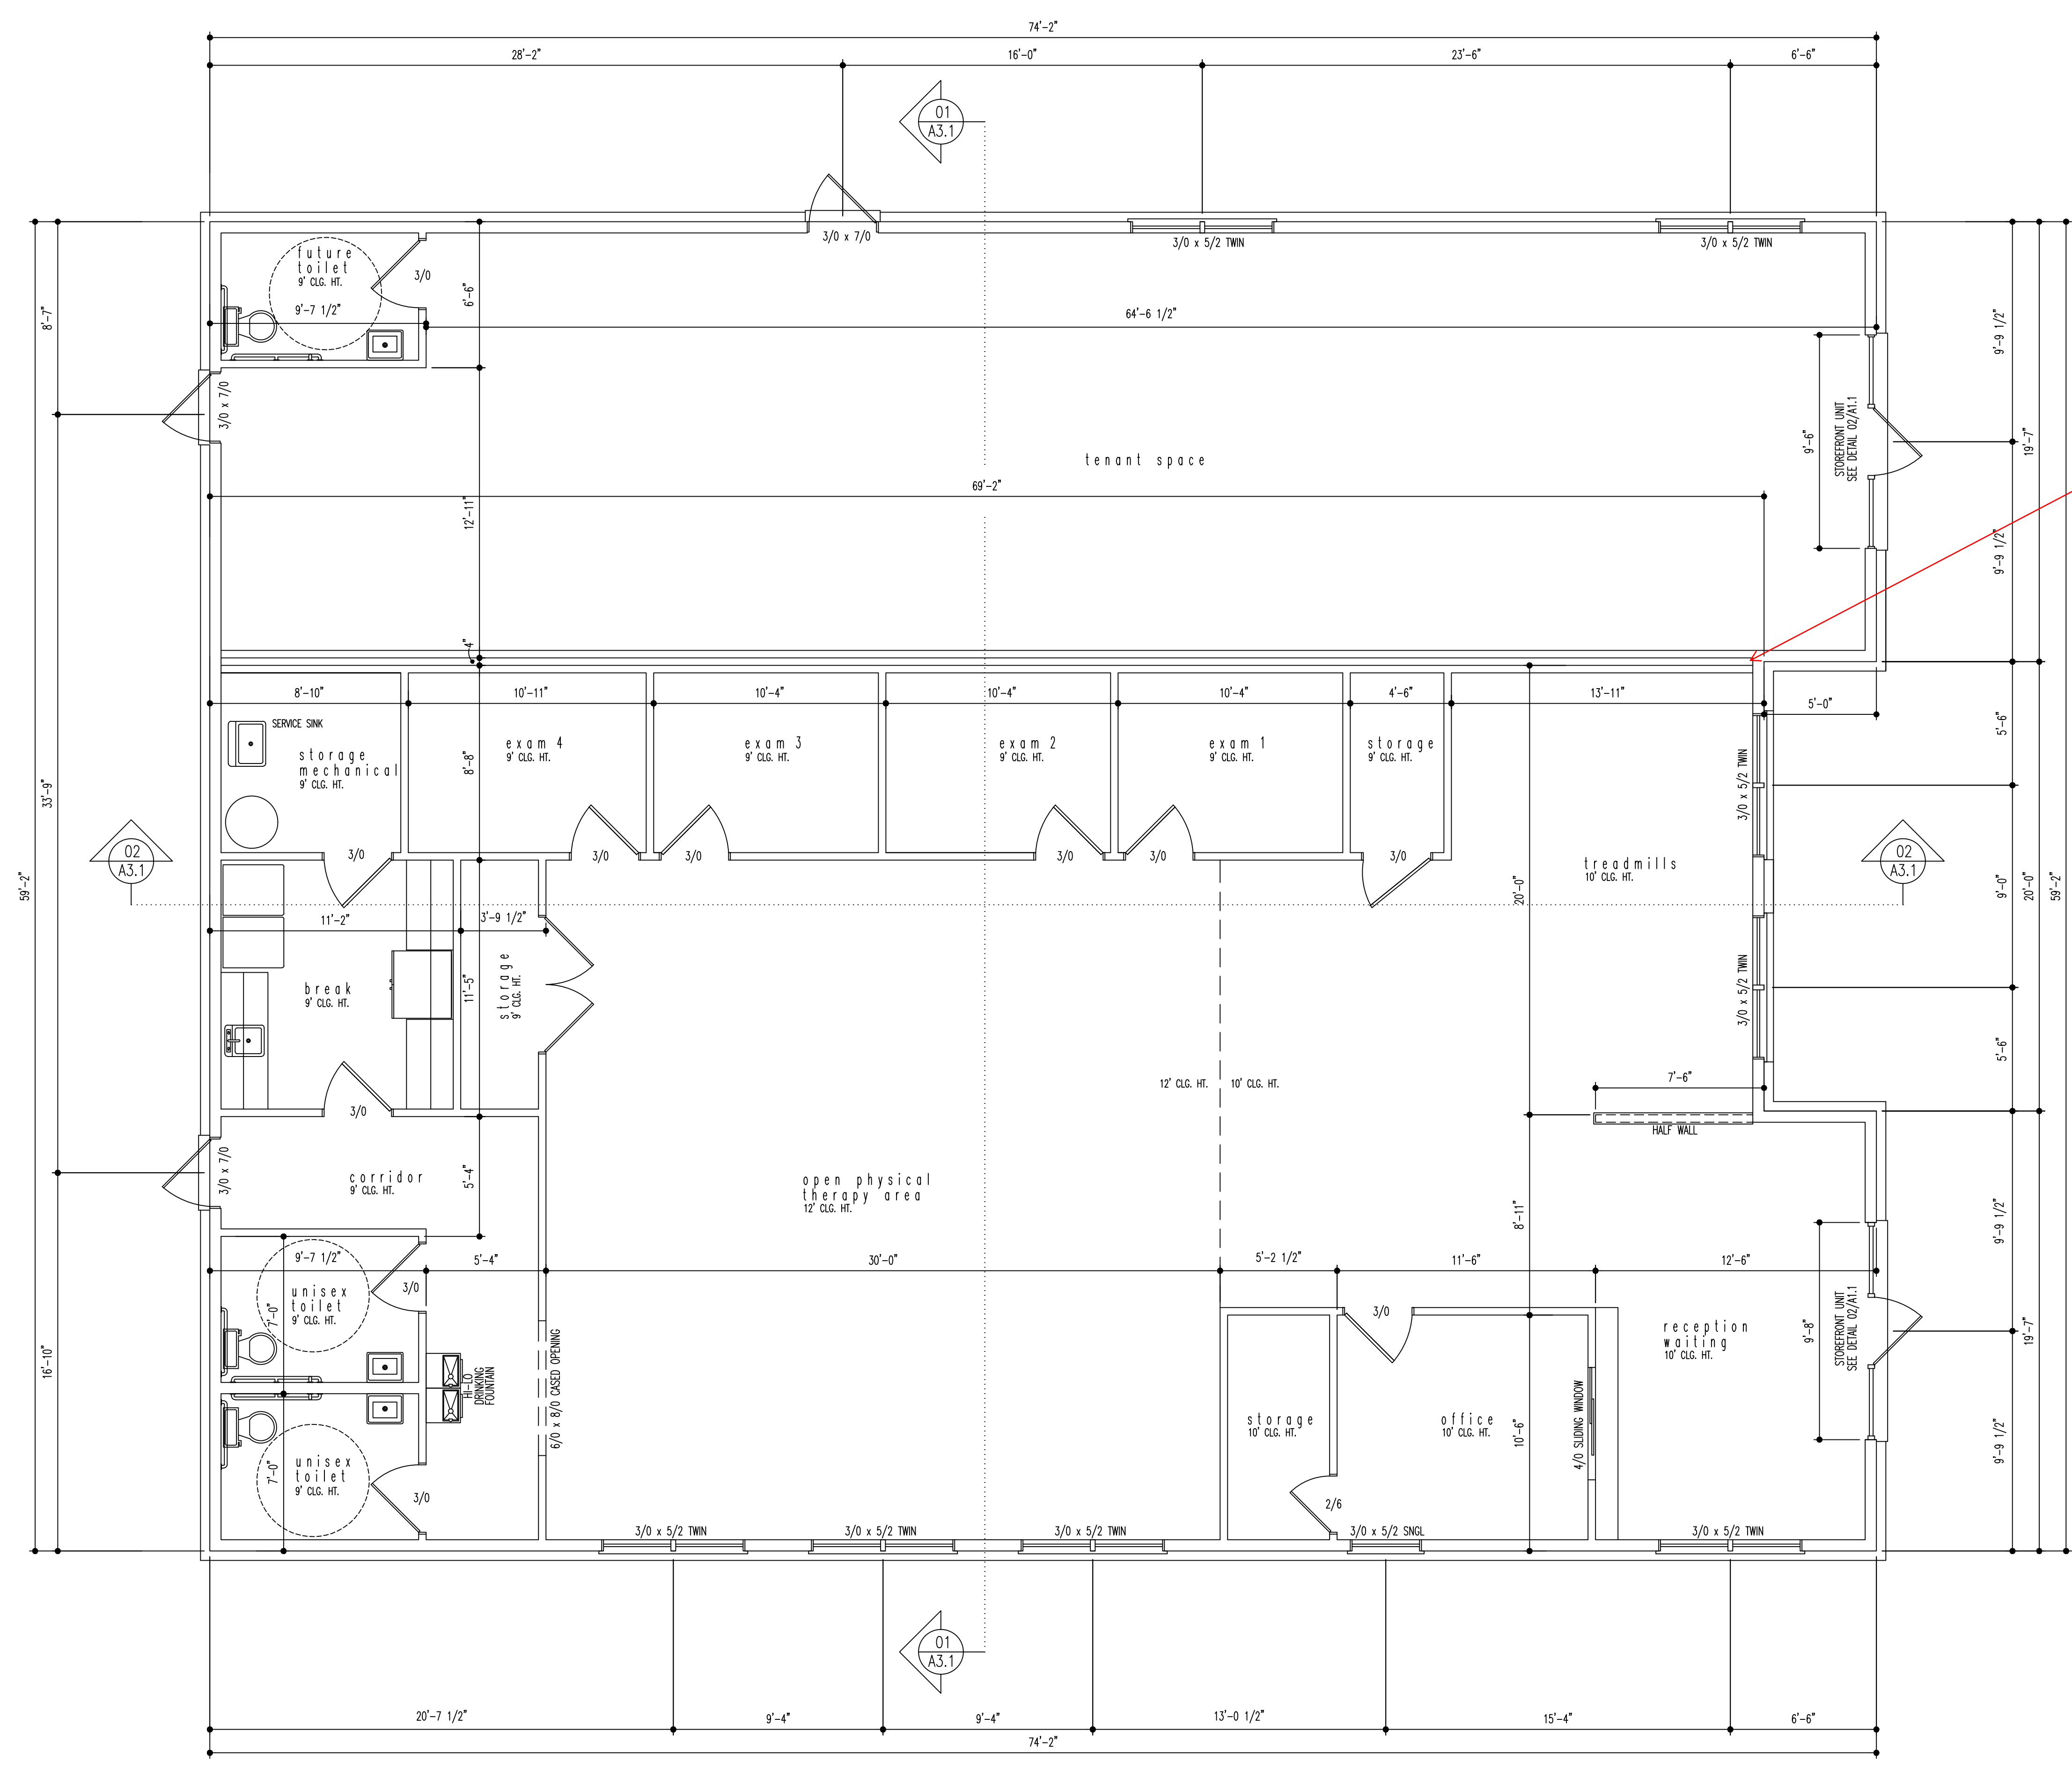 74'-2"
28'-2"
16'-0"
23'-6"
6'-6"
01
A3.1
3/0 x 7/0
3/0 x 5/2 TWIN
3/0 x 5/2 TWIN
future
toilet
9' CLG. HT.
9'-7 1/2"
3/0
6'-6"
64'-6 1/2"
8'-7"
9'-9 1/2"
3/0 x 7/0
tenant space
9'-6"
STOREFRONT UNIT
SEE DETAIL 02/A1.1
19'-7"
69'-2"
12'-11"
9'-9 1/2"
4"
8'-10"
10'-11"
10'-4"
10'-4"
10'-4"
4'-6"
13'-11"
5'-0"
5'-6"
SERVICE SINK
storage
mechanical
9' CLG. HT.
8'-8"
exam 4
9' CLG. HT.
exam 3
9' CLG. HT.
exam 2
9' CLG. HT.
exam 1
9' CLG. HT.
storage
9' CLG. HT.
3/0 x 5/2 TWIN
33'-9"
3/0
3/0
3/0
3/0
3/0
3/0
treadmills
10' CLG. HT.
02
A3.1
02
A3.1
59'-2"
20'-0"
9'-0"
20'-0"
59'-2"
11'-2"
3'-9 1/2"
break
9' CLG. HT.
11'-5"
storage
9' CLG. HT.
3/0 x 5/2 TWIN
5'-6"
3/0
12' CLG. HT.
10' CLG. HT.
7'-6"
HALF WALL
3/0 x 7/0
corridor
9' CLG. HT.
5'-4"
open physical
therapy area
12' CLG. HT.
8'-11"
9'-9 1/2"
9'-7 1/2"
5'-4"
30'-0"
5'-2 1/2"
11'-6"
12'-6"
unisex
toilet
9' CLG. HT.
7'-0"
3/0
3/0
reception
waiting
10' CLG. HT.
9'-8"
STOREFRONT UNIT
SEE DETAIL 02/A1.1
19'-7"
16'-10"
HI-LO
DRINKING
FOUNTAIN
6/0 x 8/0 CASED OPENING
storage
10' CLG. HT.
office
10' CLG. HT.
10'-6"
4/0 SLIDING WINDOW
9'-9 1/2"
unisex
toilet
9' CLG. HT.
7'-0"
3/0
2/6
3/0 x 5/2 TWIN
3/0 x 5/2 TWIN
3/0 x 5/2 TWIN
3/0 x 5/2 SNGL
3/0 x 5/2 TWIN
01
A3.1
20'-7 1/2"
9'-4"
9'-4"
13'-0 1/2"
15'-4"
6'-6"
74'-2"